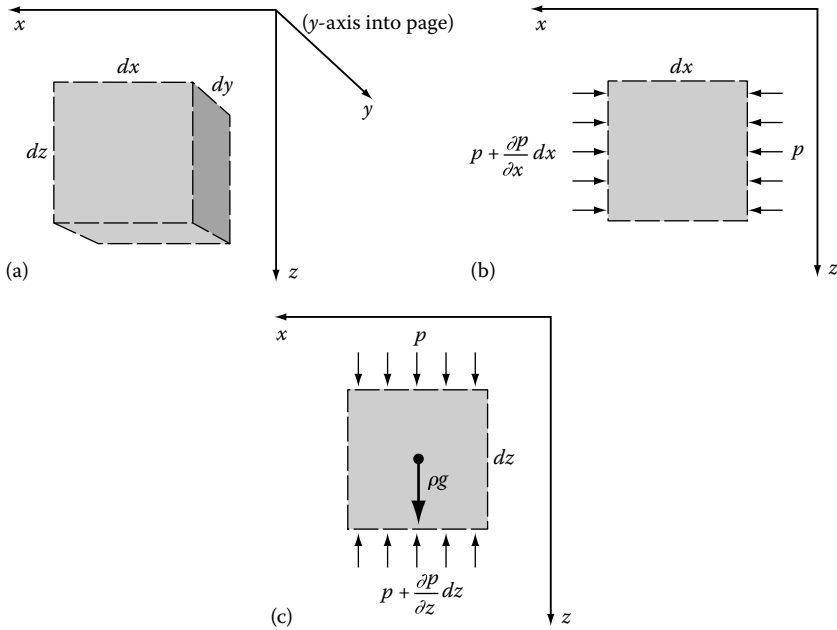 x
(y-axis into page)
dx
dy
y
dz
z
(a)
x
dx
p + ∂p/∂x dx
p
z
(b)
x
p
dz
ρg
p + ∂p/∂z dz
z
(c)